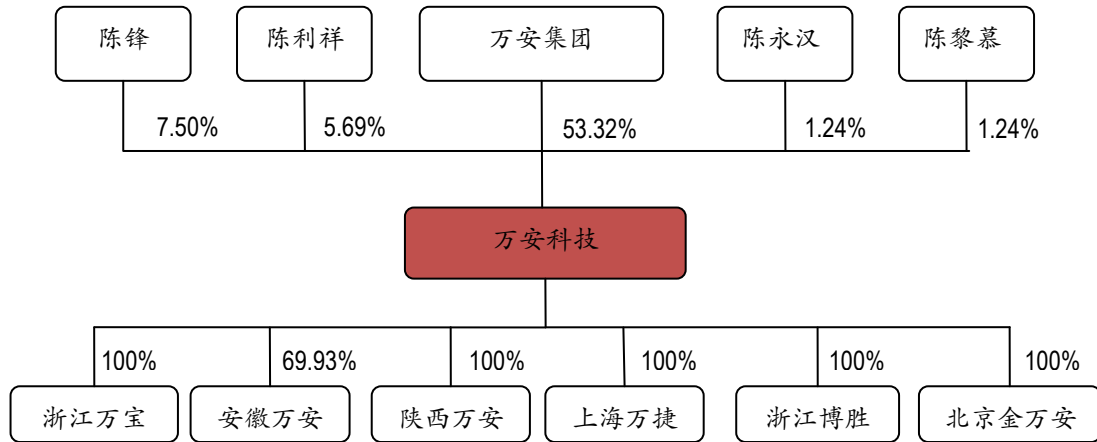 陈锋
陈利祥
万安集团
陈永汉
陈黎慕
7.50%
5.69%
53.32%
1.24%
1.24%
万安科技
100%
69.93%
100%
100%
100%
100%
浙江万宝
安徽万安
陕西万安
上海万捷
浙江博胜
北京金万安